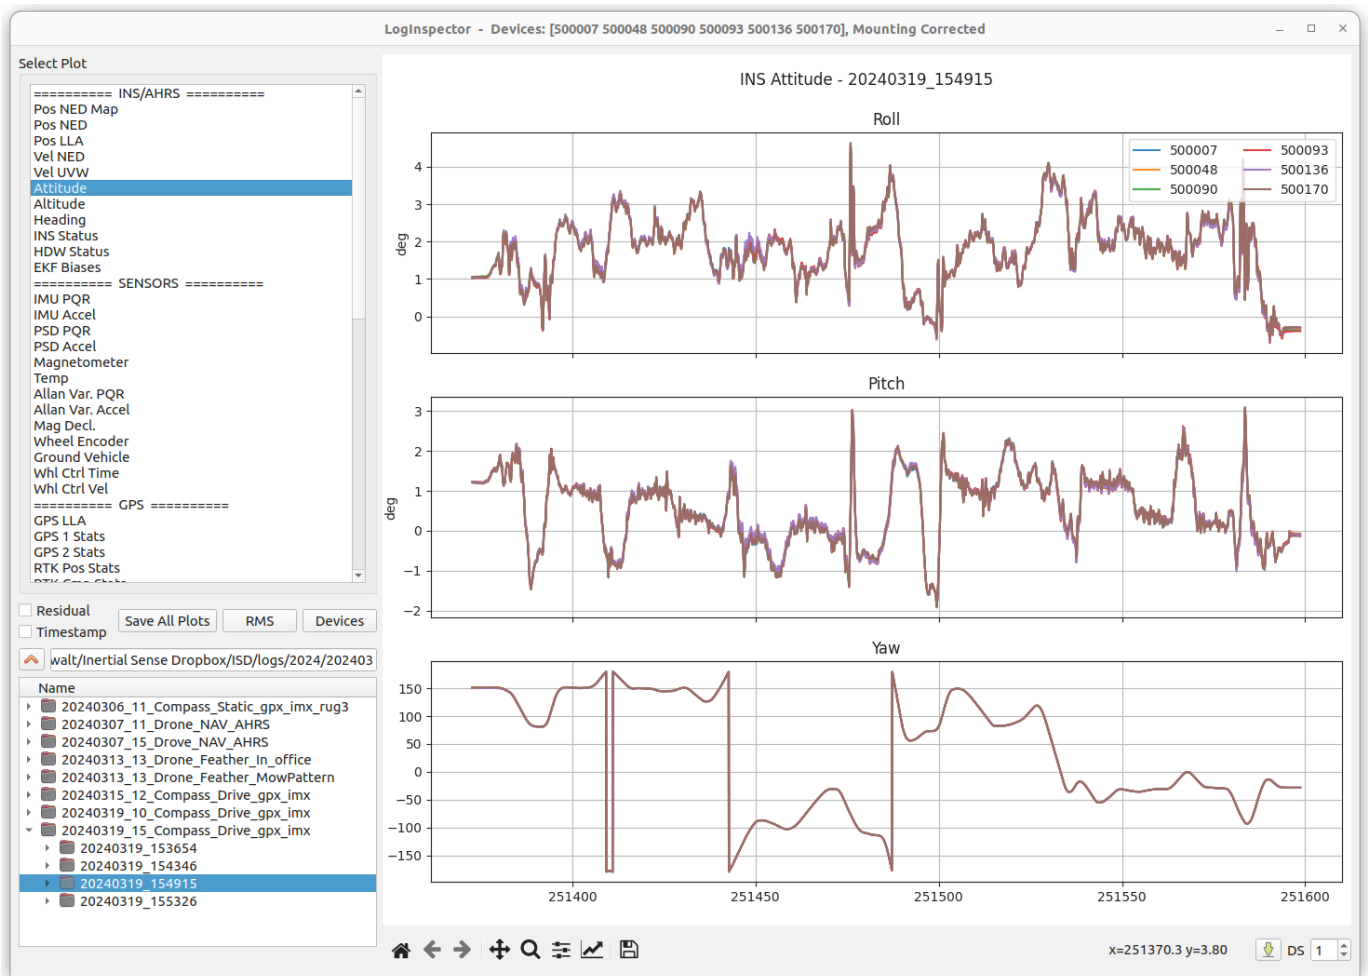 LogInspector - Devices: [500007 500048 500090 500093 500136 500170], Mounting Corrected
Select Plot
========== INS/AHRS ==========
Pos NED Map
Pos NED
Pos LLA
Vel NED
Vel UVW
Attitude
Altitude
Heading
INS Status
HDW Status
EKF Biases
========== SENSORS ==========
IMU PQR
IMU Accel
PSD PQR
PSD Accel
Magnetometer
Temp
Allan Var. PQR
Allan Var. Accel
Mag Decl.
Wheel Encoder
Ground Vehicle
Whl Ctrl Time
Whl Ctrl Vel
========== GPS ==========
GPS LLA
GPS 1 Stats
GPS 2 Stats
RTK Pos Stats
RTK Cmp Stats
Residual
Timestamp
Save All Plots
RMS
Devices
walt/Inertial Sense Dropbox/ISD/logs/2024/202403
Name
20240306_11_Compass_Static_gpx_imx_rug3
20240307_11_Drone_NAV_AHRS
20240307_15_Drove_NAV_AHRS
20240313_13_Drone_Feather_In_office
20240313_13_Drone_Feather_MowPattern
20240315_12_Compass_Drive_gpx_imx
20240319_10_Compass_Drive_gpx_imx
20240319_15_Compass_Drive_gpx_imx
20240319_153654
20240319_154346
20240319_154915
20240319_155326
INS Attitude - 20240319_154915
Roll
deg
4
3
2
1
0
500007
500048
500090
500093
500136
500170
Pitch
deg
3
2
1
0
−1
−2
Yaw
150
100
50
0
−50
−100
−150
251400
251450
251500
251550
251600
x=251370.3 y=3.80
DS 1